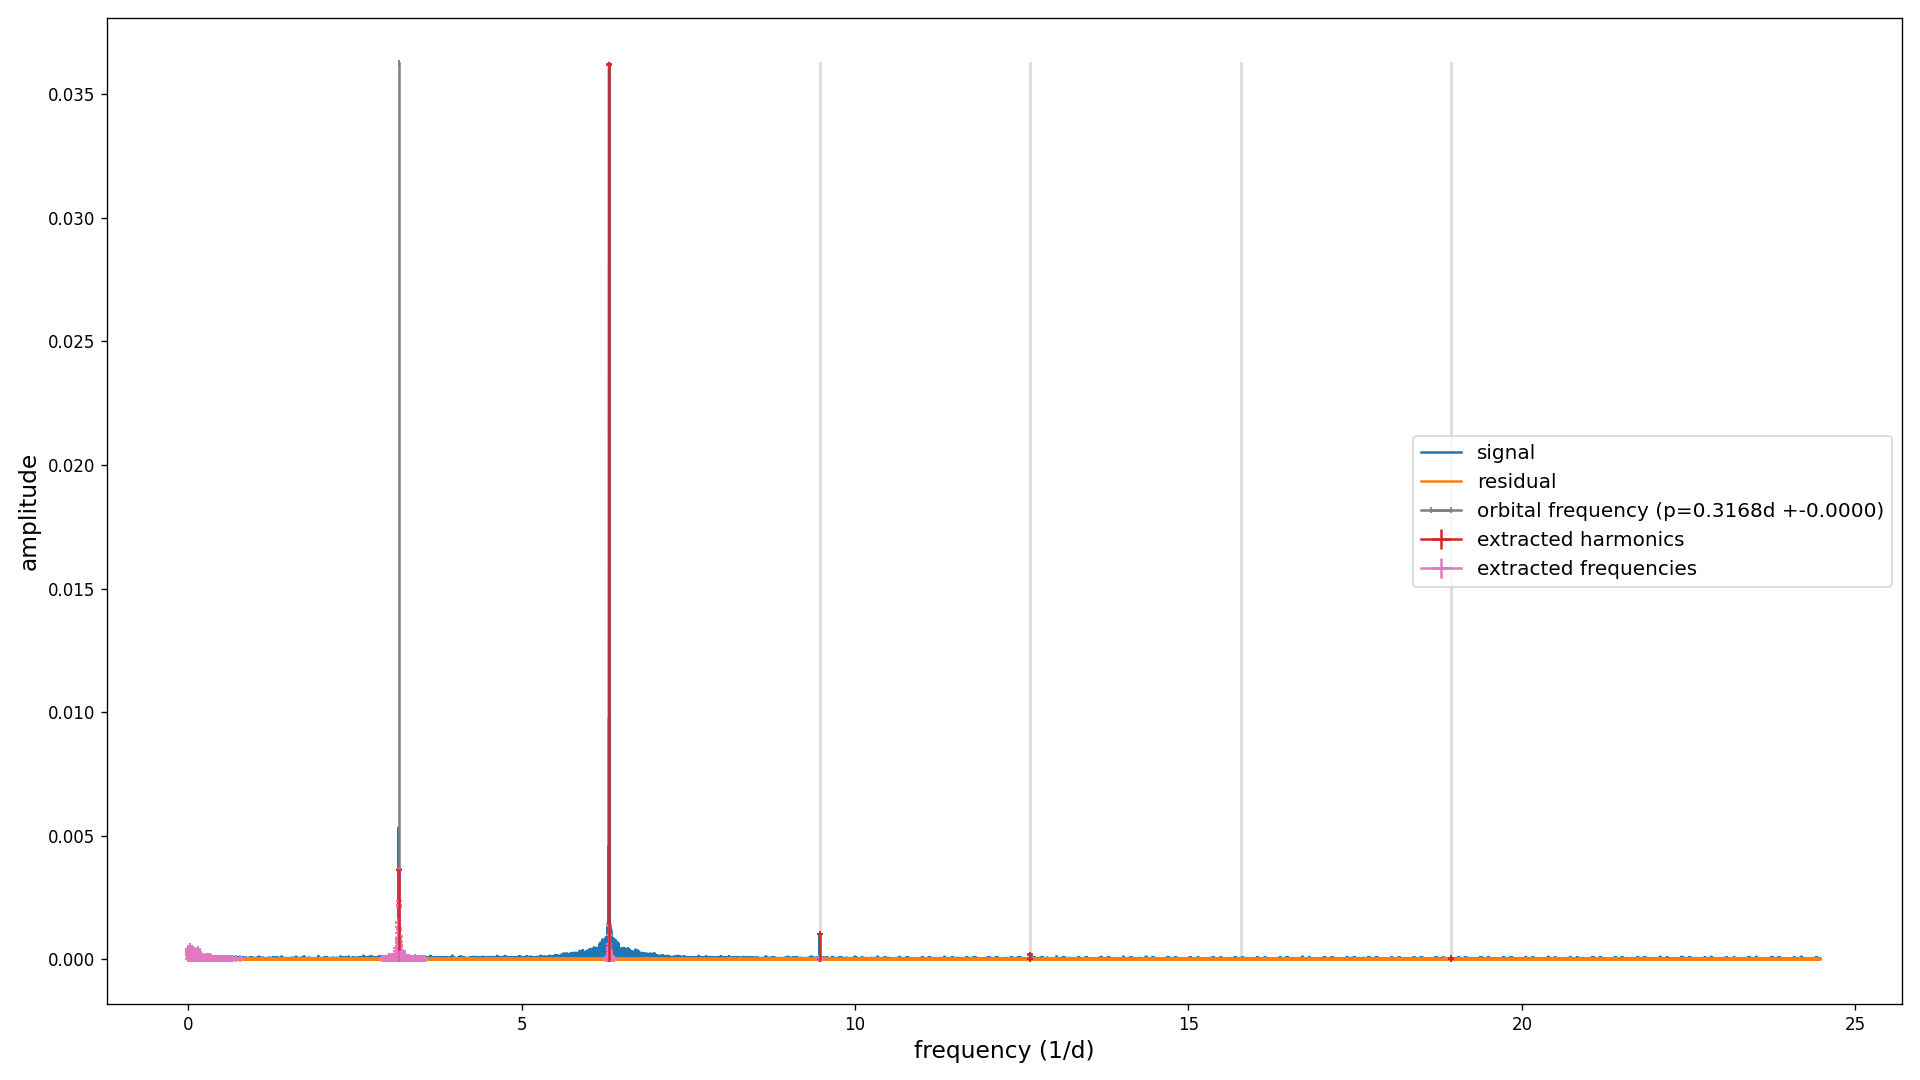 0.035
0.030
0.025
0.020
0.015
0.010
0.005
0.000
amplitude
0
5
10
15
20
25
frequency (1/d)
signal
residual
orbital frequency (p=0.3168d +-0.0000)
extracted harmonics
extracted frequencies